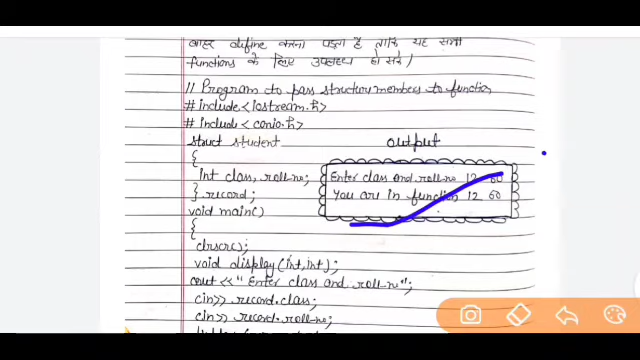 बाहर define करना पड़ता है ताकि यह सभी
functions के लिए उपलब्ध हो सके।
// Program to pass structure members to function
# include <iostream.h>
# include <conio.h>
struct student
{
int class, roll-no;
} record;
void main()
{
clrscr();
void display (int, int);
cout << "Enter class and roll-no";
cin>> record.class;
cin>> record.roll-no;
output
Enter class and roll-no 12 60
You are in function 12 60